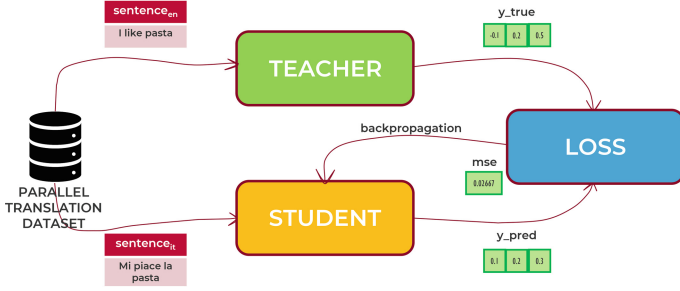 sentence_en
I like pasta
y_true
-0.1 0.2 0.5
TEACHER
backpropagation
LOSS
mse
0.02667
PARALLEL
TRANSLATION
DATASET
STUDENT
sentence_it
Mi piace la
pasta
y_pred
0.1 0.2 0.3